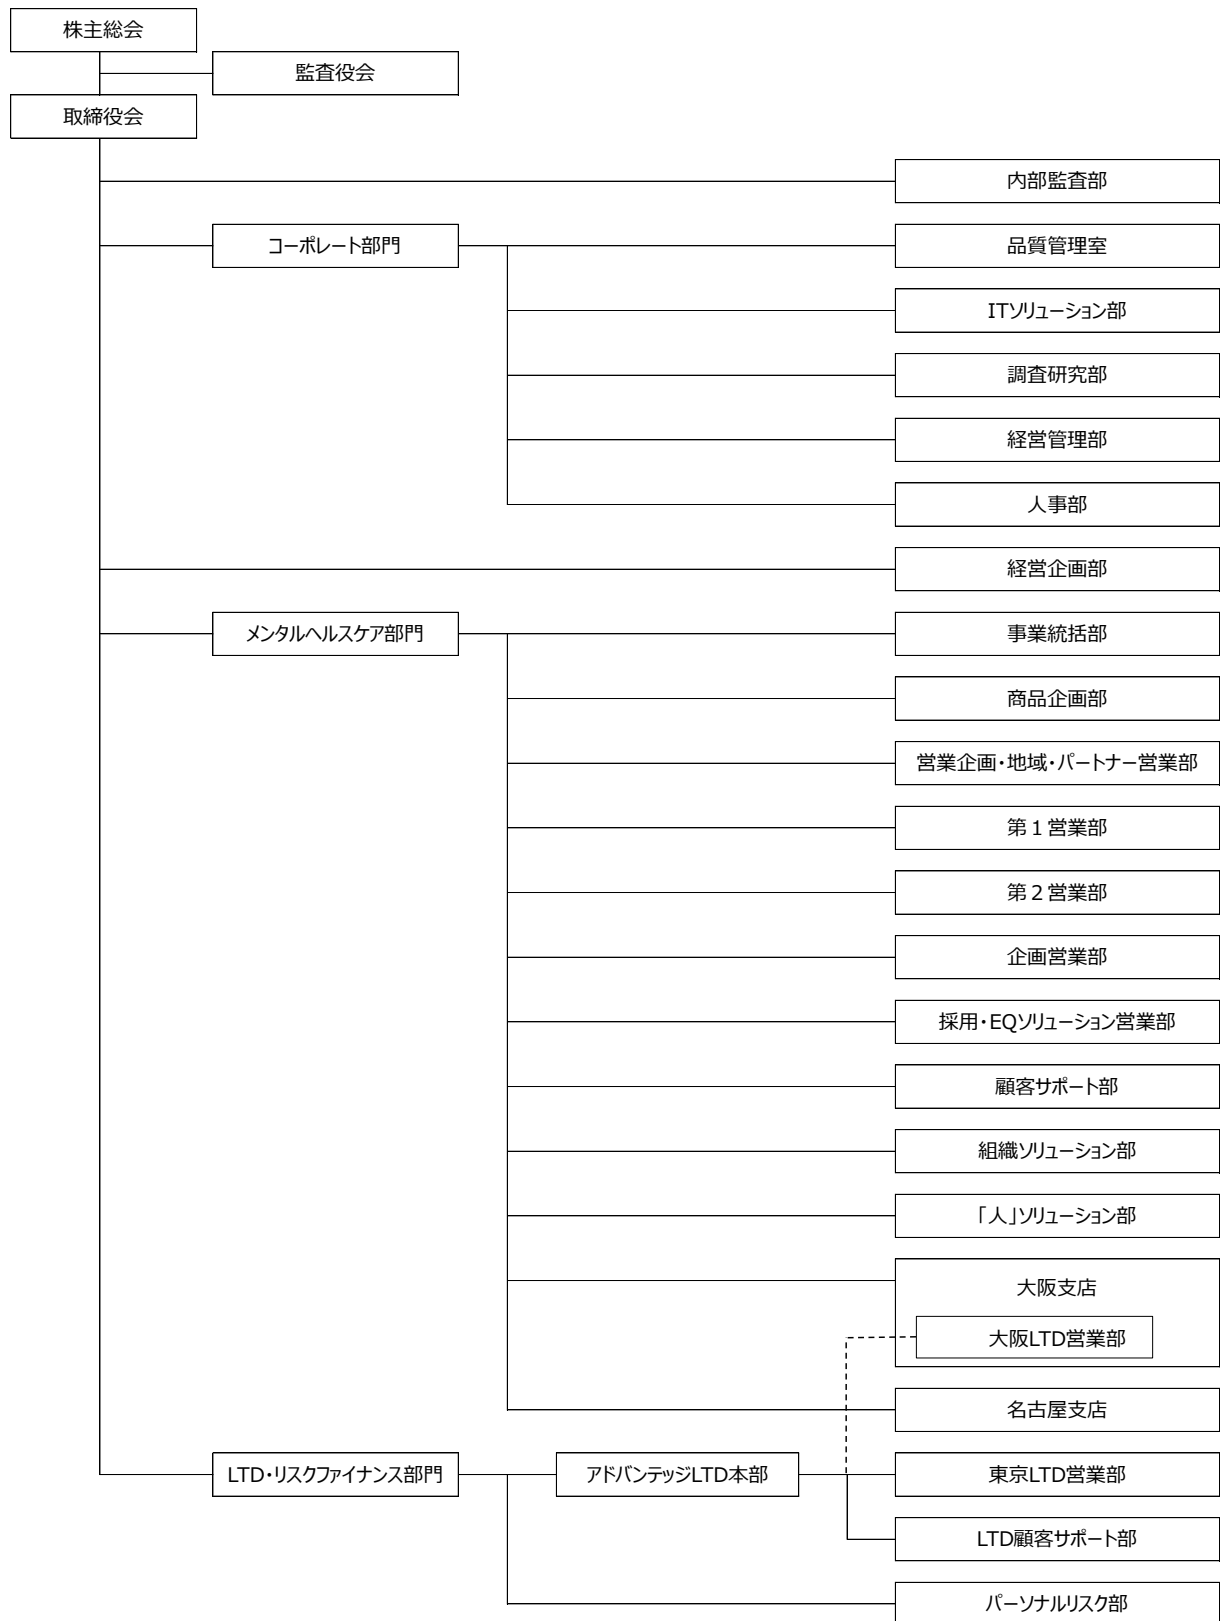 株主総会
監査役会
取締役会
内部監査部
コーポレート部門
品質管理室
ITソリューション部
調査研究部
経営管理部
人事部
経営企画部
メンタルヘルスケア部門
事業統括部
商品企画部
営業企画・地域・パートナー営業部
第１営業部
第２営業部
企画営業部
採用・EQソリューション営業部
顧客サポート部
組織ソリューション部
「人」ソリューション部
大阪支店
大阪LTD営業部
名古屋支店
LTD・リスクファイナンス部門
アドバンテッジLTD本部
東京LTD営業部
LTD顧客サポート部
パーソナルリスク部